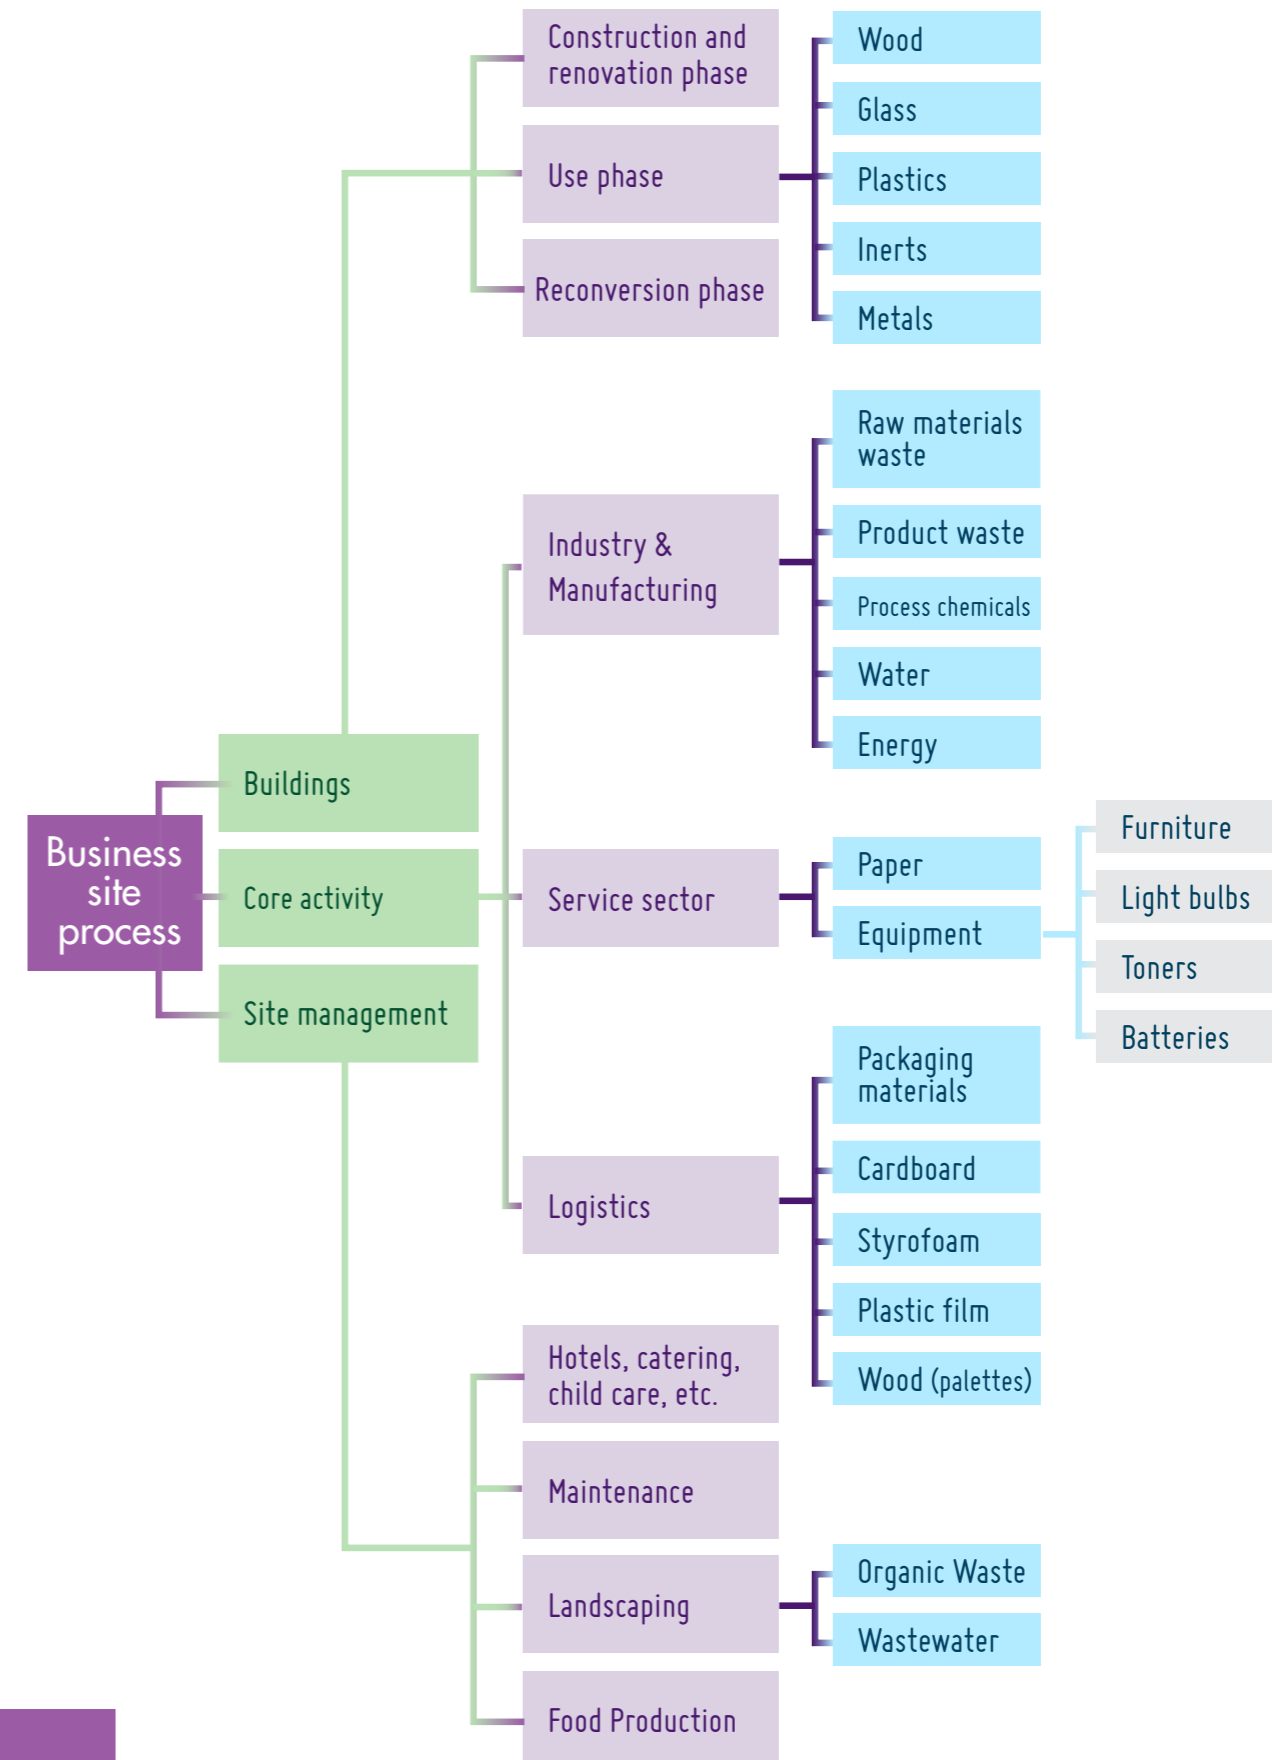 Business
site
process
Buildings
Core activity
Site management
Construction and
renovation phase
Use phase
Reconversion phase
Wood
Glass
Plastics
Inerts
Metals
Industry &
Manufacturing
Raw materials
waste
Product waste
Process chemicals
Water
Energy
Service sector
Paper
Equipment
Furniture
Light bulbs
Toners
Batteries
Logistics
Packaging
materials
Cardboard
Styrofoam
Plastic film
Wood (palettes)
Hotels, catering,
child care, etc.
Maintenance
Landscaping
Organic Waste
Wastewater
Food Production